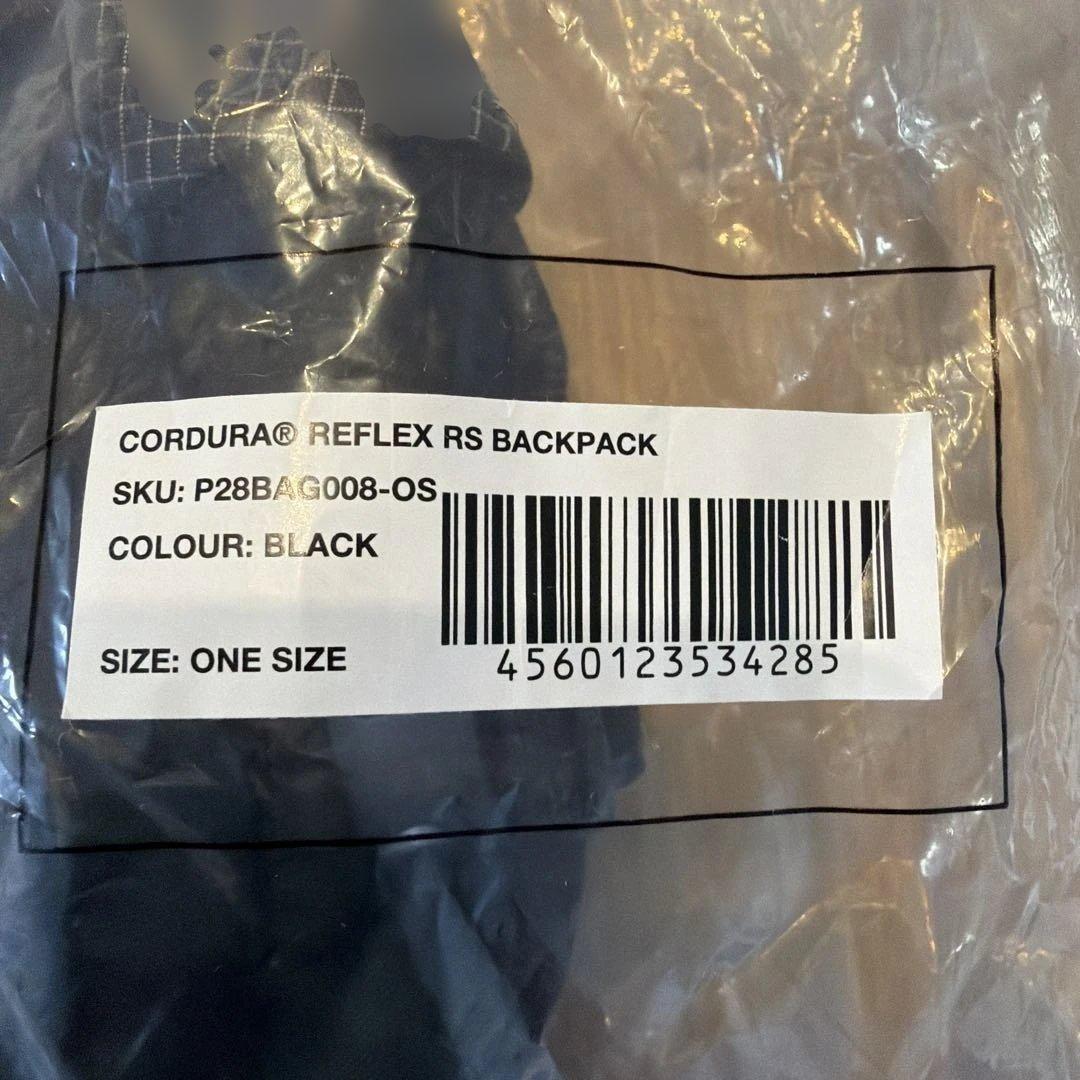 CORDURA® REFLEX RS BACKPACK
SKU: P28BAG008-OS
COLOUR: BLACK
SIZE: ONE SIZE
4560123534285